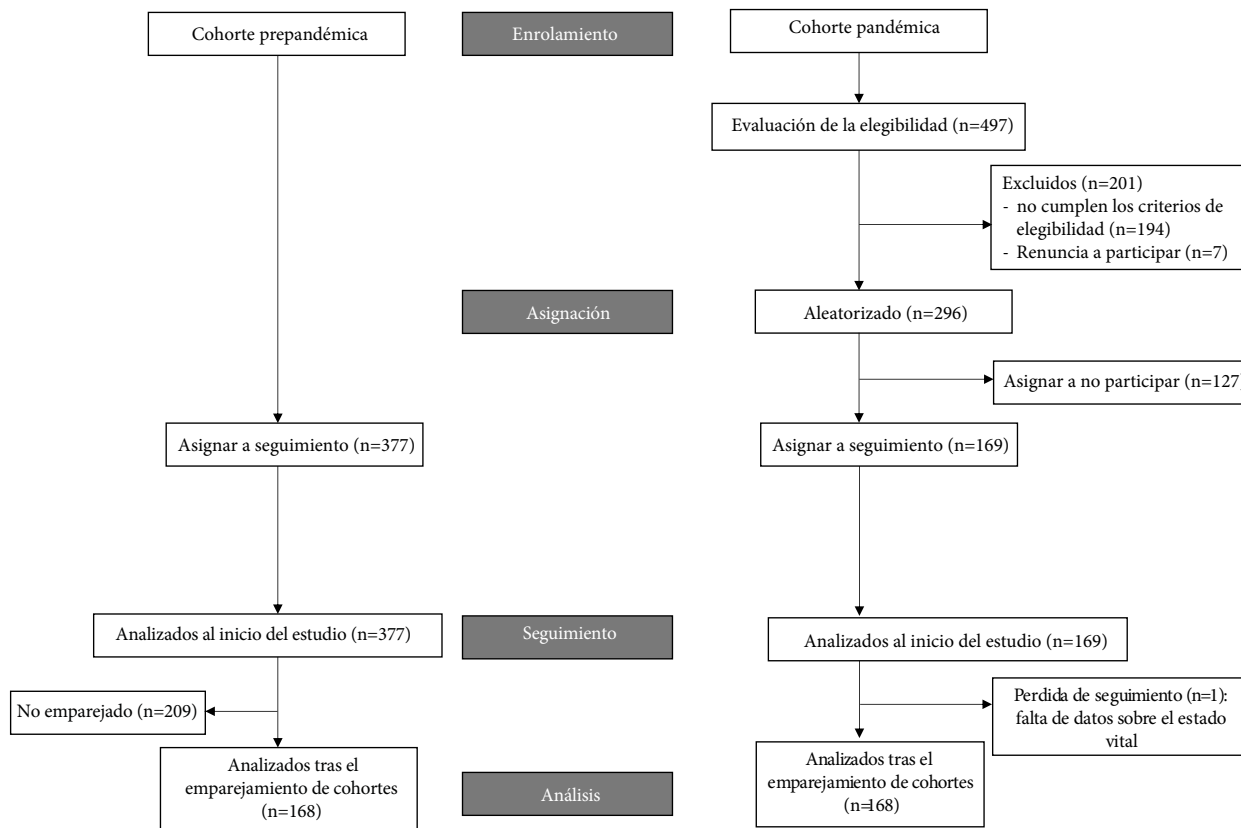 Cohorte prepandémica
Enrolamiento
Cohorte pandémica
Evaluación de la elegibilidad (n=497)
Excluidos (n=201)
- no cumplen los criterios de
elegibilidad (n=194)
- Renuncia a participar (n=7)
Asignación
Aleatorizado (n=296)
Asignar a no participar (n=127)
Asignar a seguimiento (n=377)
Asignar a seguimiento (n=169)
Analizados al inicio del estudio (n=377)
Seguimiento
Analizados al inicio del estudio (n=169)
No emparejado (n=209)
Perdida de seguimiento (n=1):
falta de datos sobre el estado
vital
Analizados tras el
emparejamiento de cohortes
(n=168)
Análisis
Analizados tras el
emparejamiento de cohortes
(n=168)